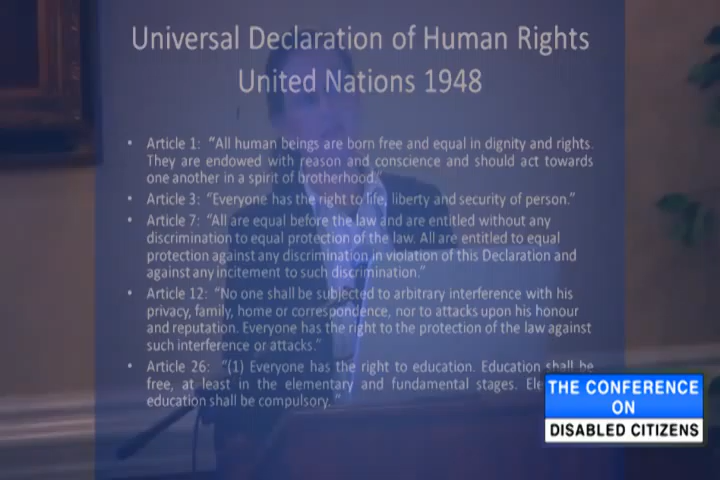 Universal Declaration of Human Rights
United Nations 1948
• Article 1: “All human beings are born free and equal in dignity and rights.
They are endowed with reason and conscience and should act towards
one another in a spirit of brotherhood.”
• Article 3: “Everyone has the right to life, liberty and security of person.”
• Article 7: “All are equal before the law and are entitled without any
discrimination to equal protection of the law. All are entitled to equal
protection against any discrimination in violation of this Declaration and
against any incitement to such discrimination.”
• Article 12: “No one shall be subjected to arbitrary interference with his
privacy, family, home or correspondence, nor to attacks upon his honour
and reputation. Everyone has the right to the protection of the law against
such interference or attacks.”
• Article 26: “(1) Everyone has the right to education. Education shall be
free, at least in the elementary and fundamental stages.
education shall be compulsory. ”
THE CONFERENCE
ON
DISABLED CITIZENS